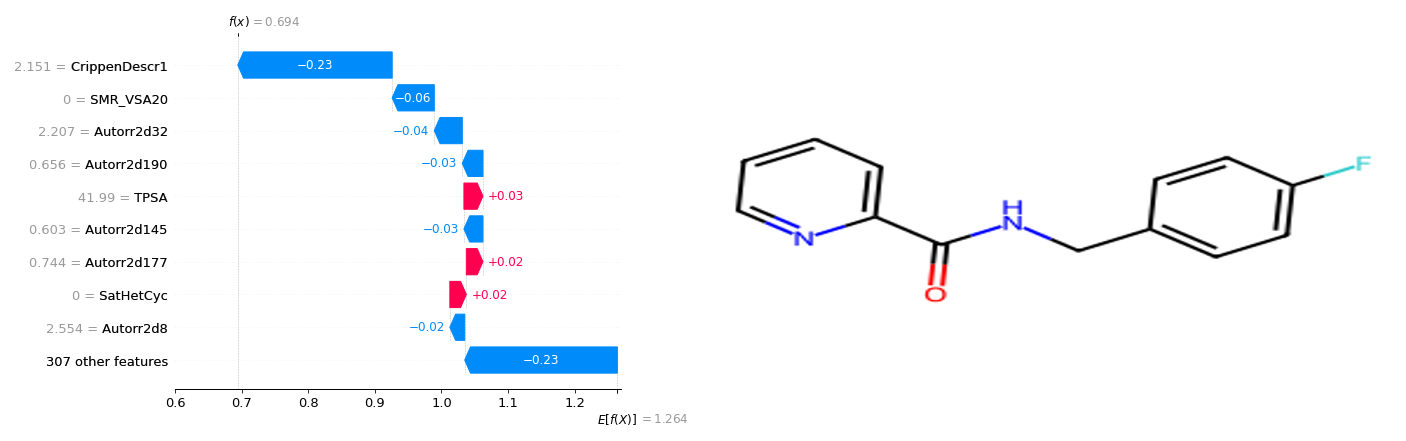 f(x) = 0.694
2.151 = CrippenDescr1
−0.23
0 = SMR_VSA20
−0.06
2.207 = Autorr2d32
−0.04
0.656 = Autorr2d190
−0.03
41.99 = TPSA
+0.03
0.603 = Autorr2d145
−0.03
0.744 = Autorr2d177
+0.02
0 = SatHetCyc
+0.02
2.554 = Autorr2d8
−0.02
307 other features
−0.23
0.6 0.7 0.8 0.9 1.0 1.1 1.2
E[f(X)] = 1.264
F
H
N
N
O